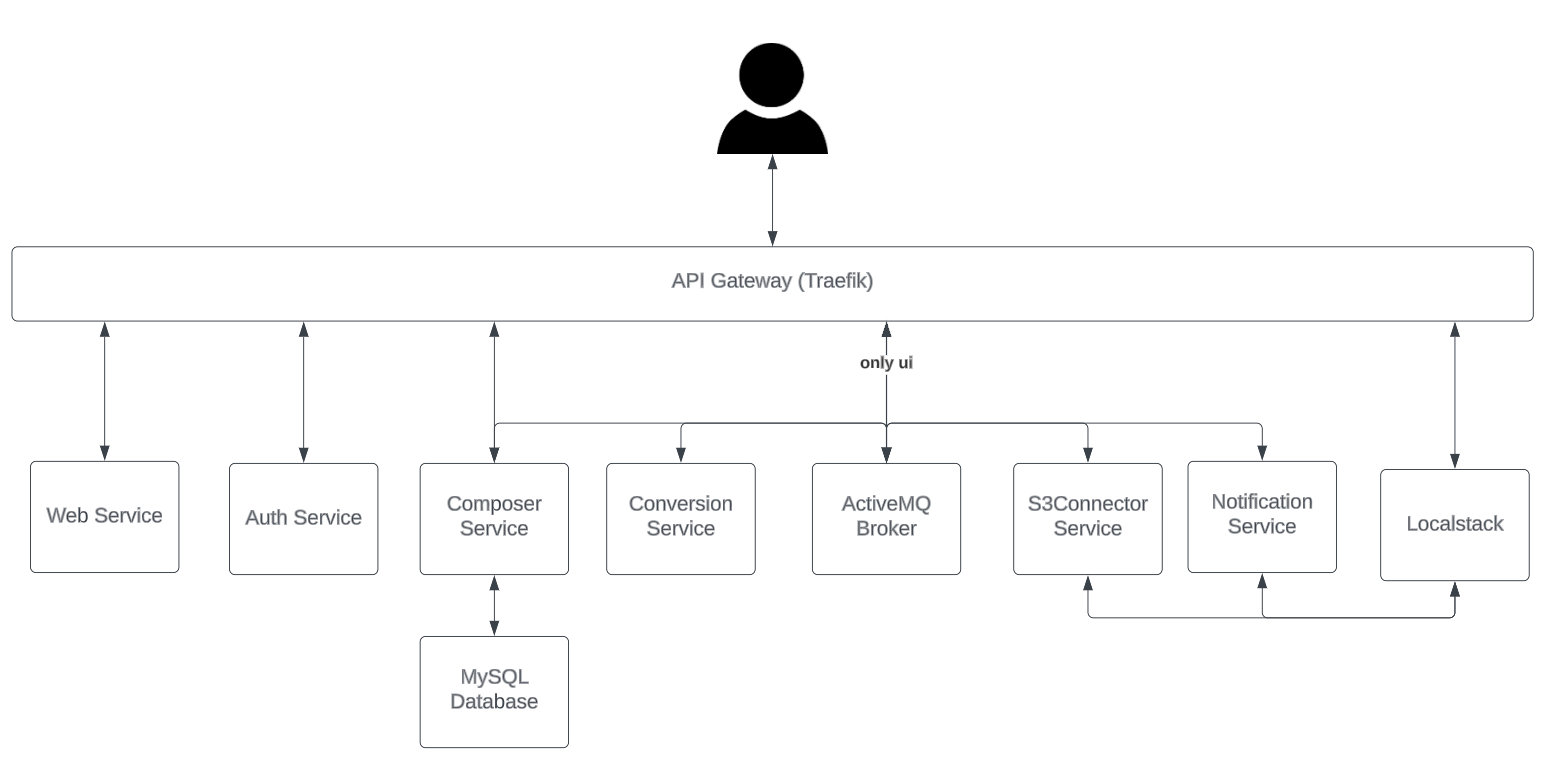 API Gateway (Traefik)
only ui
Web Service
Auth Service
Composer
Service
Conversion
Service
ActiveMQ
Broker
S3Connector
Service
Notification
Service
Localstack
MySQL
Database